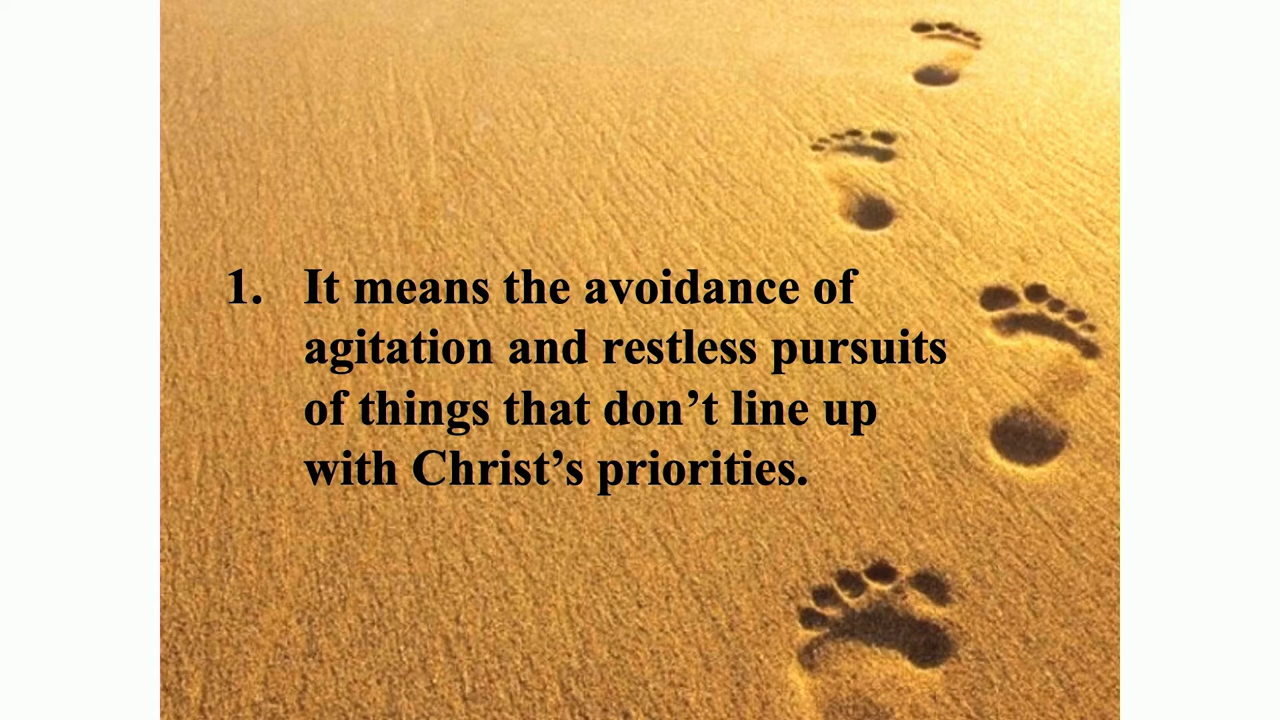 1. It means the avoidance of
agitation and restless pursuits
of things that don’t line up
with Christ’s priorities.